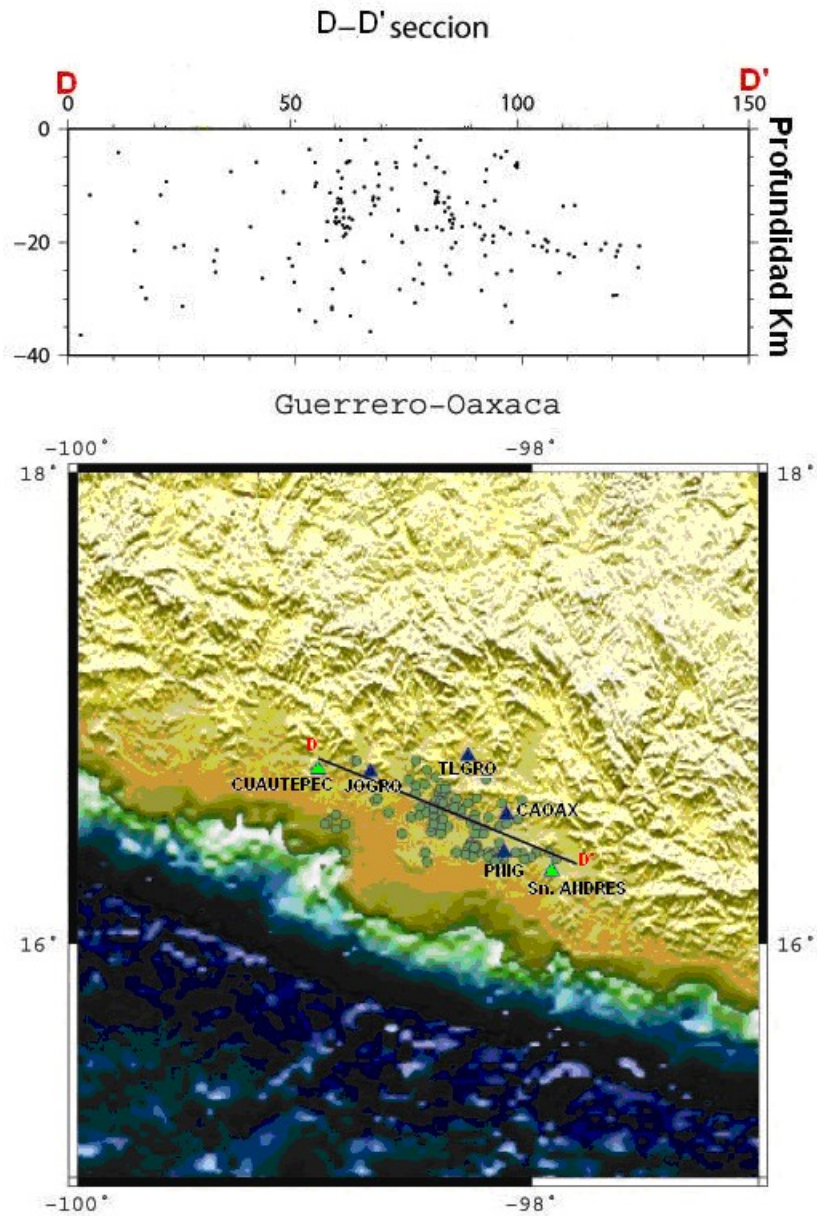 D–D' seccion
D D'
0 50 100 150
0
−20
−40
Profundidad Km
Guerrero−Oaxaca
−100° −98°
18° 18°
D
TLGRO
CUAUTEPEC JOGRO
CAOAX
D'
PNIG
Sn. ANDRES
16° 16°
−100° −98°